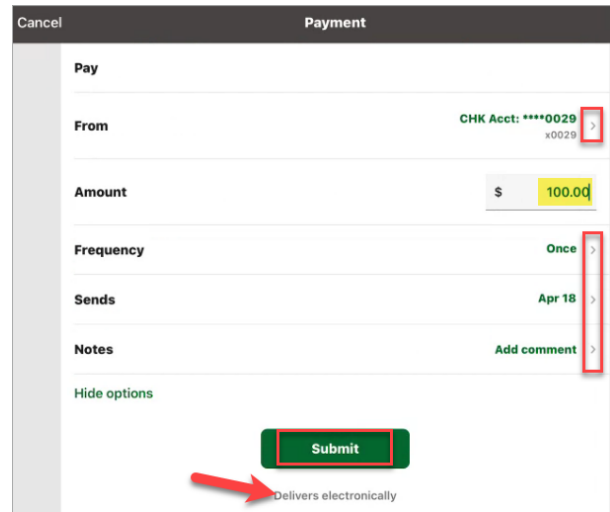 Cancel Payment
Pay
From CHK Acct: ****0029
x0029
Amount $ 100.00
Frequency Once
Sends Apr 18
Notes Add comment
Hide options
Submit
Delivers electronically